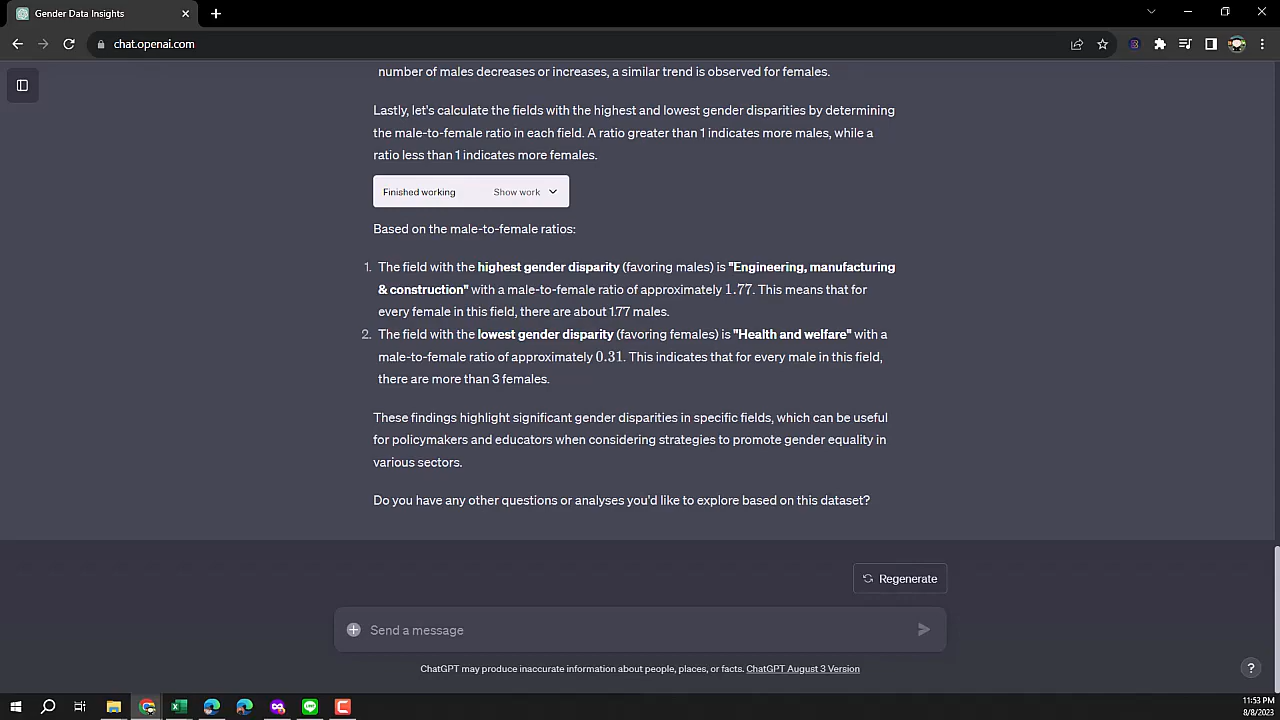 Gender Data Insights
chat.openai.com
number of males decreases or increases, a similar trend is observed for females.
Lastly, let's calculate the fields with the highest and lowest gender disparities by determining
the male-to-female ratio in each field. A ratio greater than 1 indicates more males, while a
ratio less than 1 indicates more females.
Finished working Show work
Based on the male-to-female ratios:
1. The field with the highest gender disparity (favoring males) is "Engineering, manufacturing
& construction" with a male-to-female ratio of approximately 1.77. This means that for
every female in this field, there are about 1.77 males.
2. The field with the lowest gender disparity (favoring females) is "Health and welfare" with a
male-to-female ratio of approximately 0.31. This indicates that for every male in this field,
there are more than 3 females.
These findings highlight significant gender disparities in specific fields, which can be useful
for policymakers and educators when considering strategies to promote gender equality in
various sectors.
Do you have any other questions or analyses you'd like to explore based on this dataset?
Regenerate
Send a message
ChatGPT may produce inaccurate information about people, places, or facts. ChatGPT August 3 Version
?
11:53 PM
8/8/2023